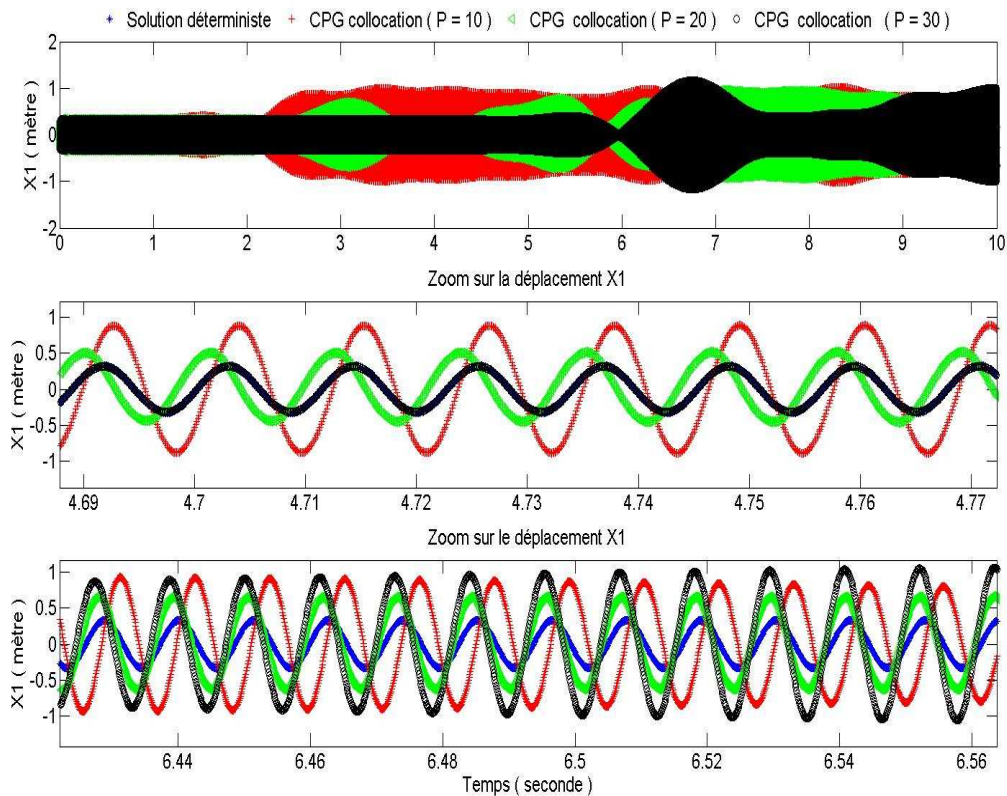 Solution déterministe CPG collocation ( P = 10 ) CPG collocation ( P = 20 ) CPG collocation ( P = 30 )
2
1
0
-1
-2
X1 ( mètre )
0 1 2 3 4 5 6 7 8 9 10
Zoom sur la déplacement X1
1
0.5
0
-0.5
-1
X1 ( mètre )
4.69 4.7 4.71 4.72 4.73 4.74 4.75 4.76 4.77
Zoom sur le déplacement X1
1
0.5
0
-0.5
-1
X1 ( mètre )
6.44 6.46 6.48 6.5 6.52 6.54 6.56
Temps ( seconde )